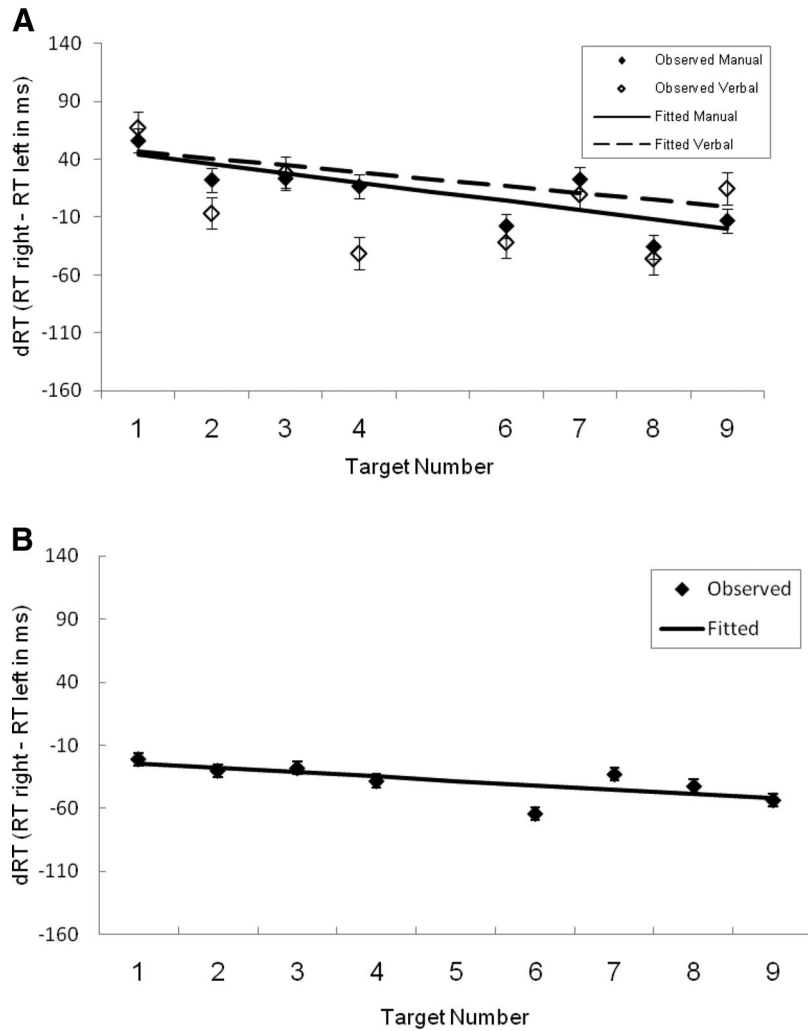 A
140
90
40
-10
-60
-110
-160
dRT (RT right - RT left in ms)
Observed Manual
Observed Verbal
Fitted Manual
Fitted Verbal
1 2 3 4 6 7 8 9
Target Number
B
140
90
40
-10
-60
-110
-160
dRT (RT right - RT left in ms)
Observed
Fitted
1 2 3 4 5 6 7 8 9
Target Number